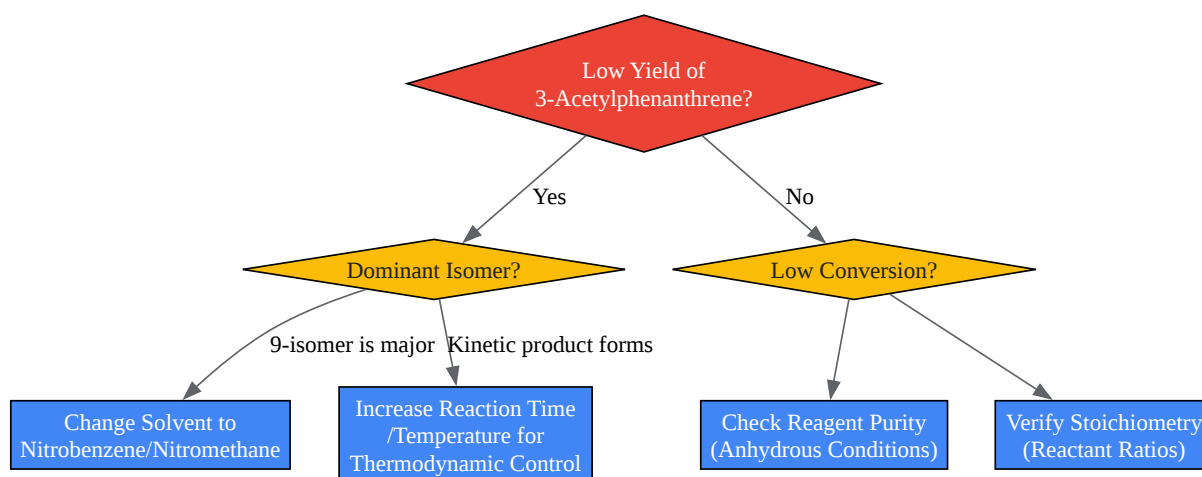 Low Yield of
3-Acetylphenanthrene?
Yes
No
Dominant Isomer?
Low Conversion?
9-isomer is major
Kinetic product forms
Change Solvent to
Nitrobenzene/Nitromethane
Increase Reaction Time
/Temperature for
Thermodynamic Control
Check Reagent Purity
(Anhydrous Conditions)
Verify Stoichiometry
(Reactant Ratios)